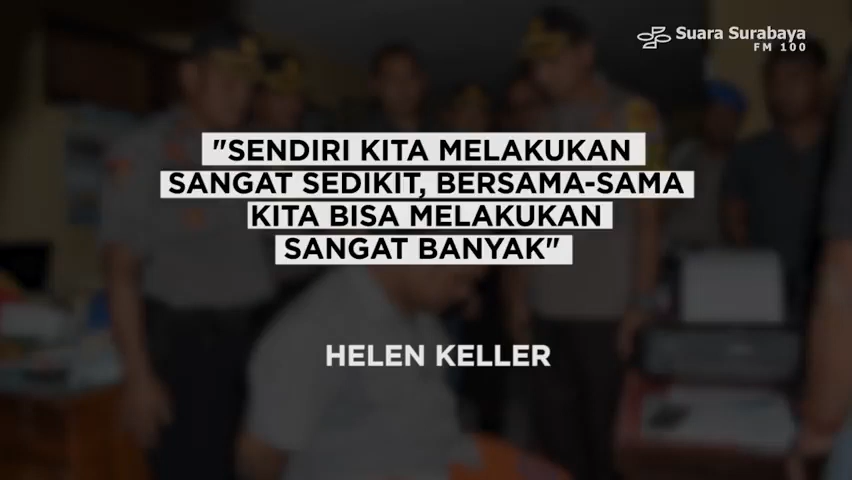 Suara Surabaya
FM 100
"SENDIRI KITA MELAKUKAN
SANGAT SEDIKIT, BERSAMA-SAMA
KITA BISA MELAKUKAN
SANGAT BANYAK"
HELEN KELLER